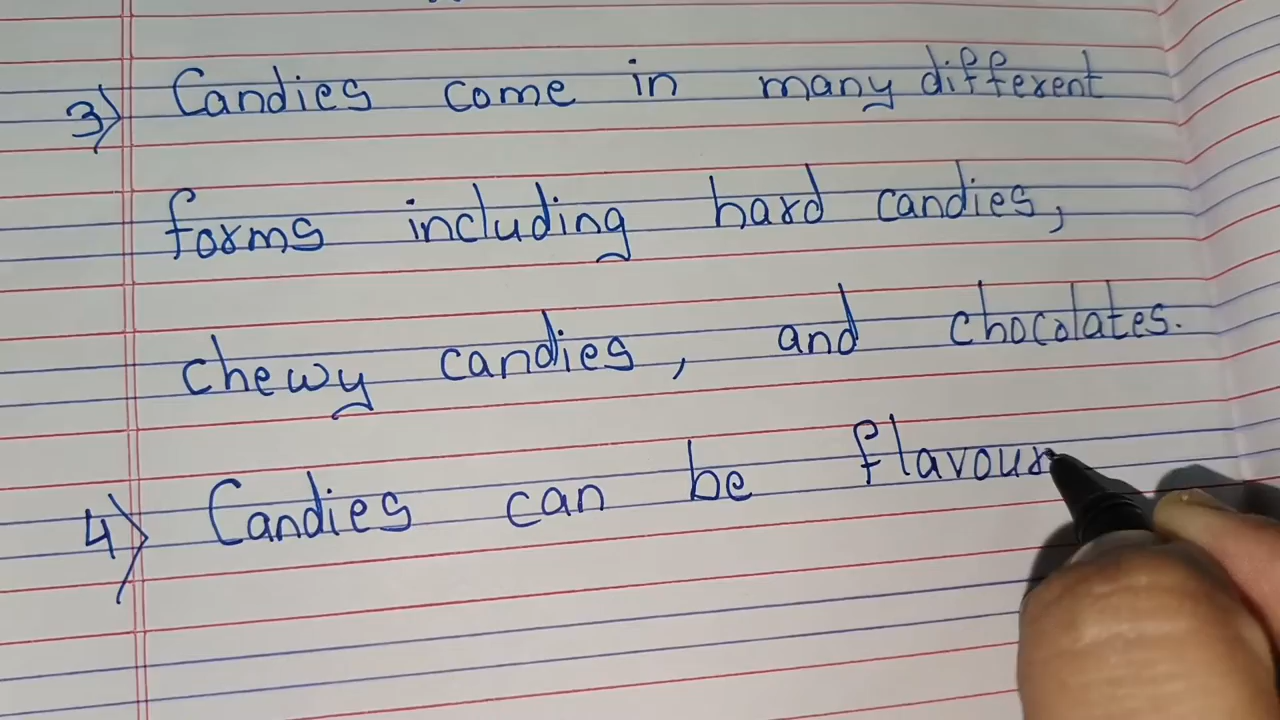 3) Candies come in many different
forms including hard candies,
chewy candies, and chocolates.
4) Candies can be flavour